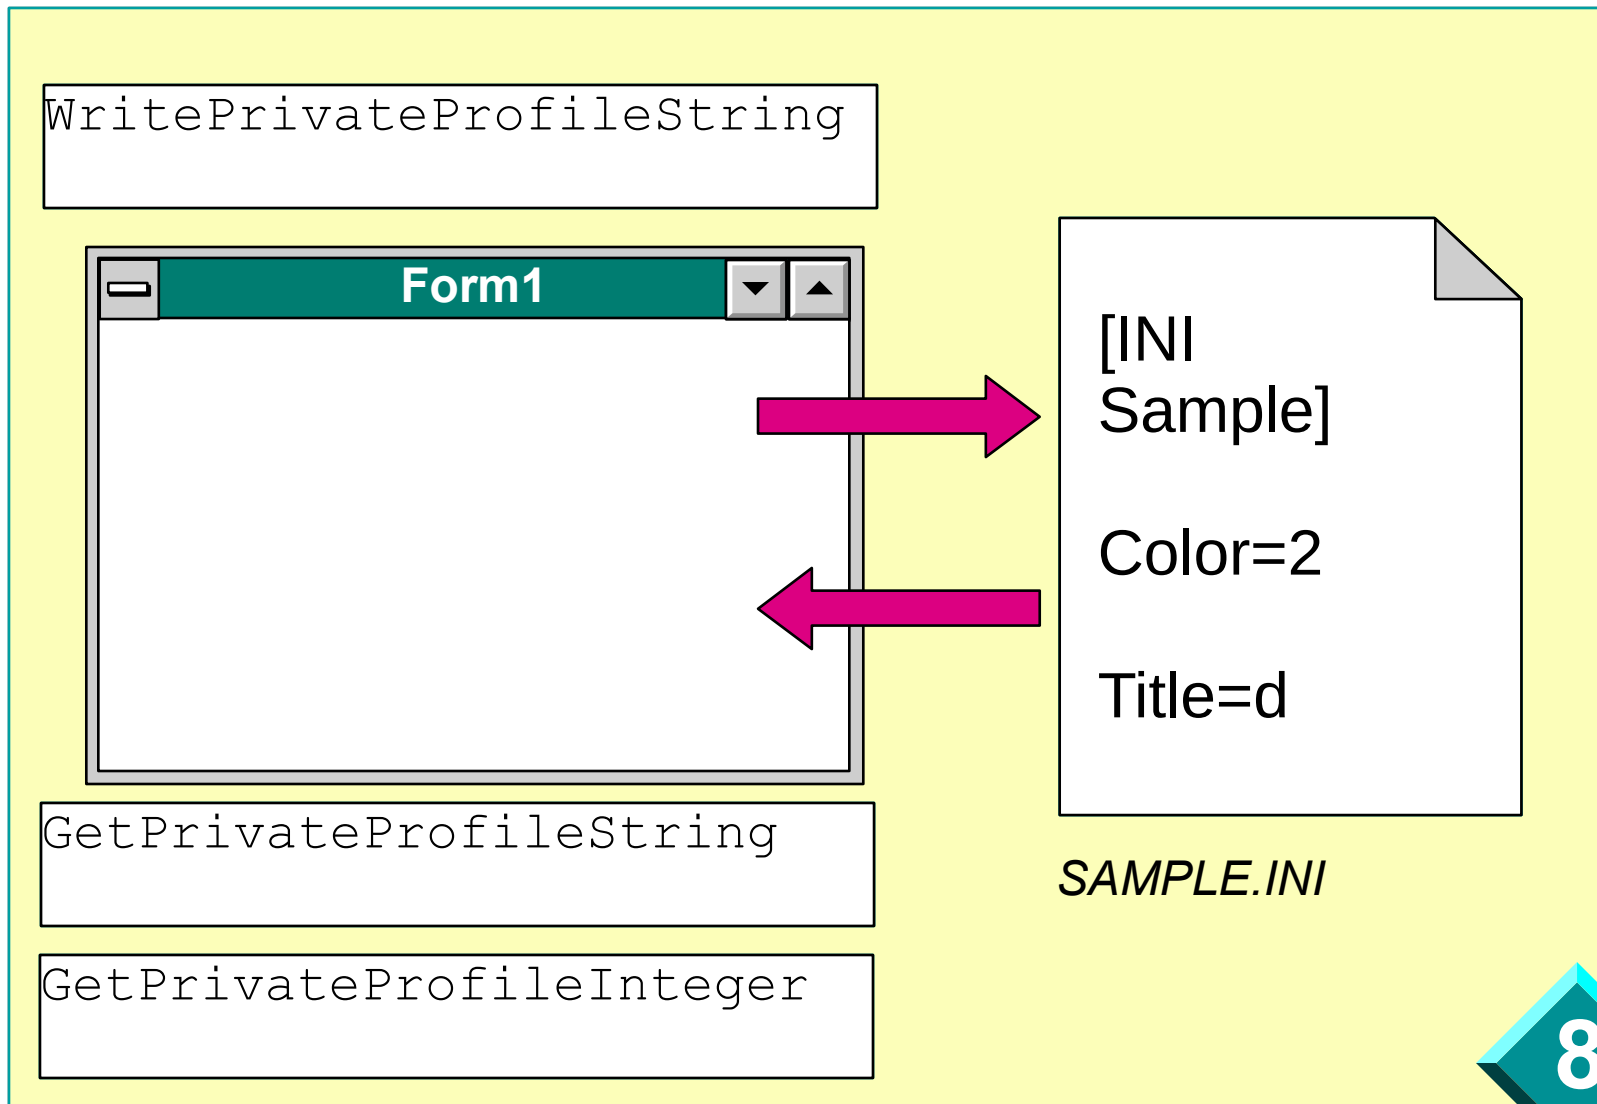 WritePrivateProfileString
Form1
[INI
Sample]
Color=2
Title=d
GetPrivateProfileString
SAMPLE.INI
GetPrivateProfileInteger
8